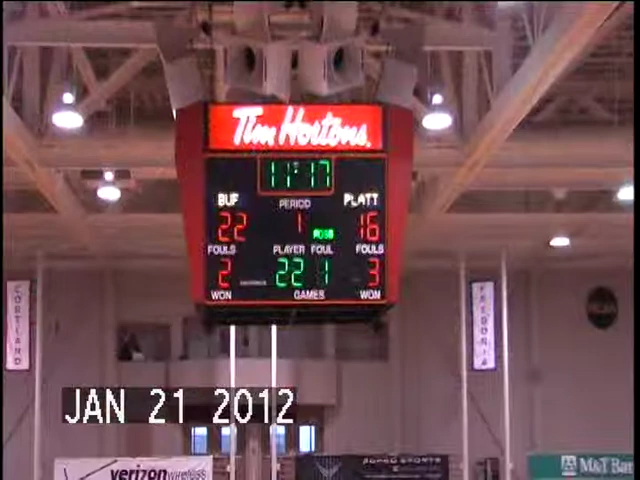 Tim Hortons.
11:17
BUF PLATT
PERIOD
22 1 16
POSS
FOULS PLAYER FOUL FOULS
2 22 1 3
WON GAMES WON
CORTLAND
FREDONIA
NCAA
JAN 21 2012
verizon wireless
M&T Bank